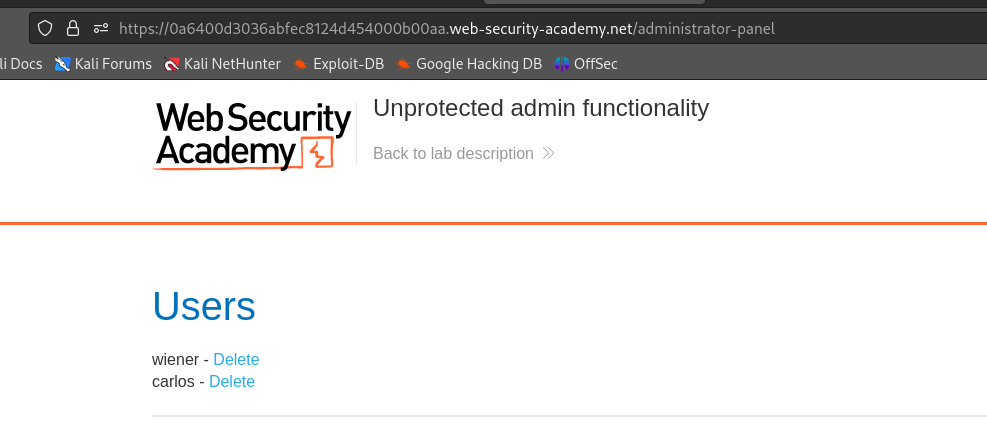 https://0a6400d3036abfec8124d454000b00aa.web-security-academy.net/administrator-panel
li Docs Kali Forums Kali NetHunter Exploit-DB Google Hacking DB OffSec
Web Security
Academy
Unprotected admin functionality
Back to lab description
Users
wiener - Delete
carlos - Delete